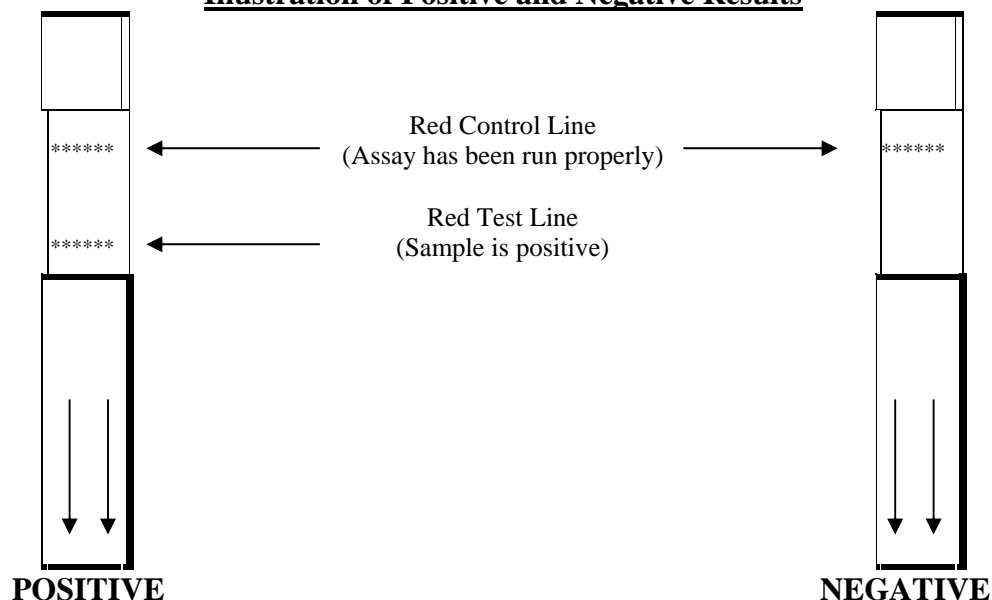 Illustration of Positive and Negative Results
Red Control Line
(Assay has been run properly)
****** ******
Red Test Line
(Sample is positive)
******
POSITIVE NEGATIVE